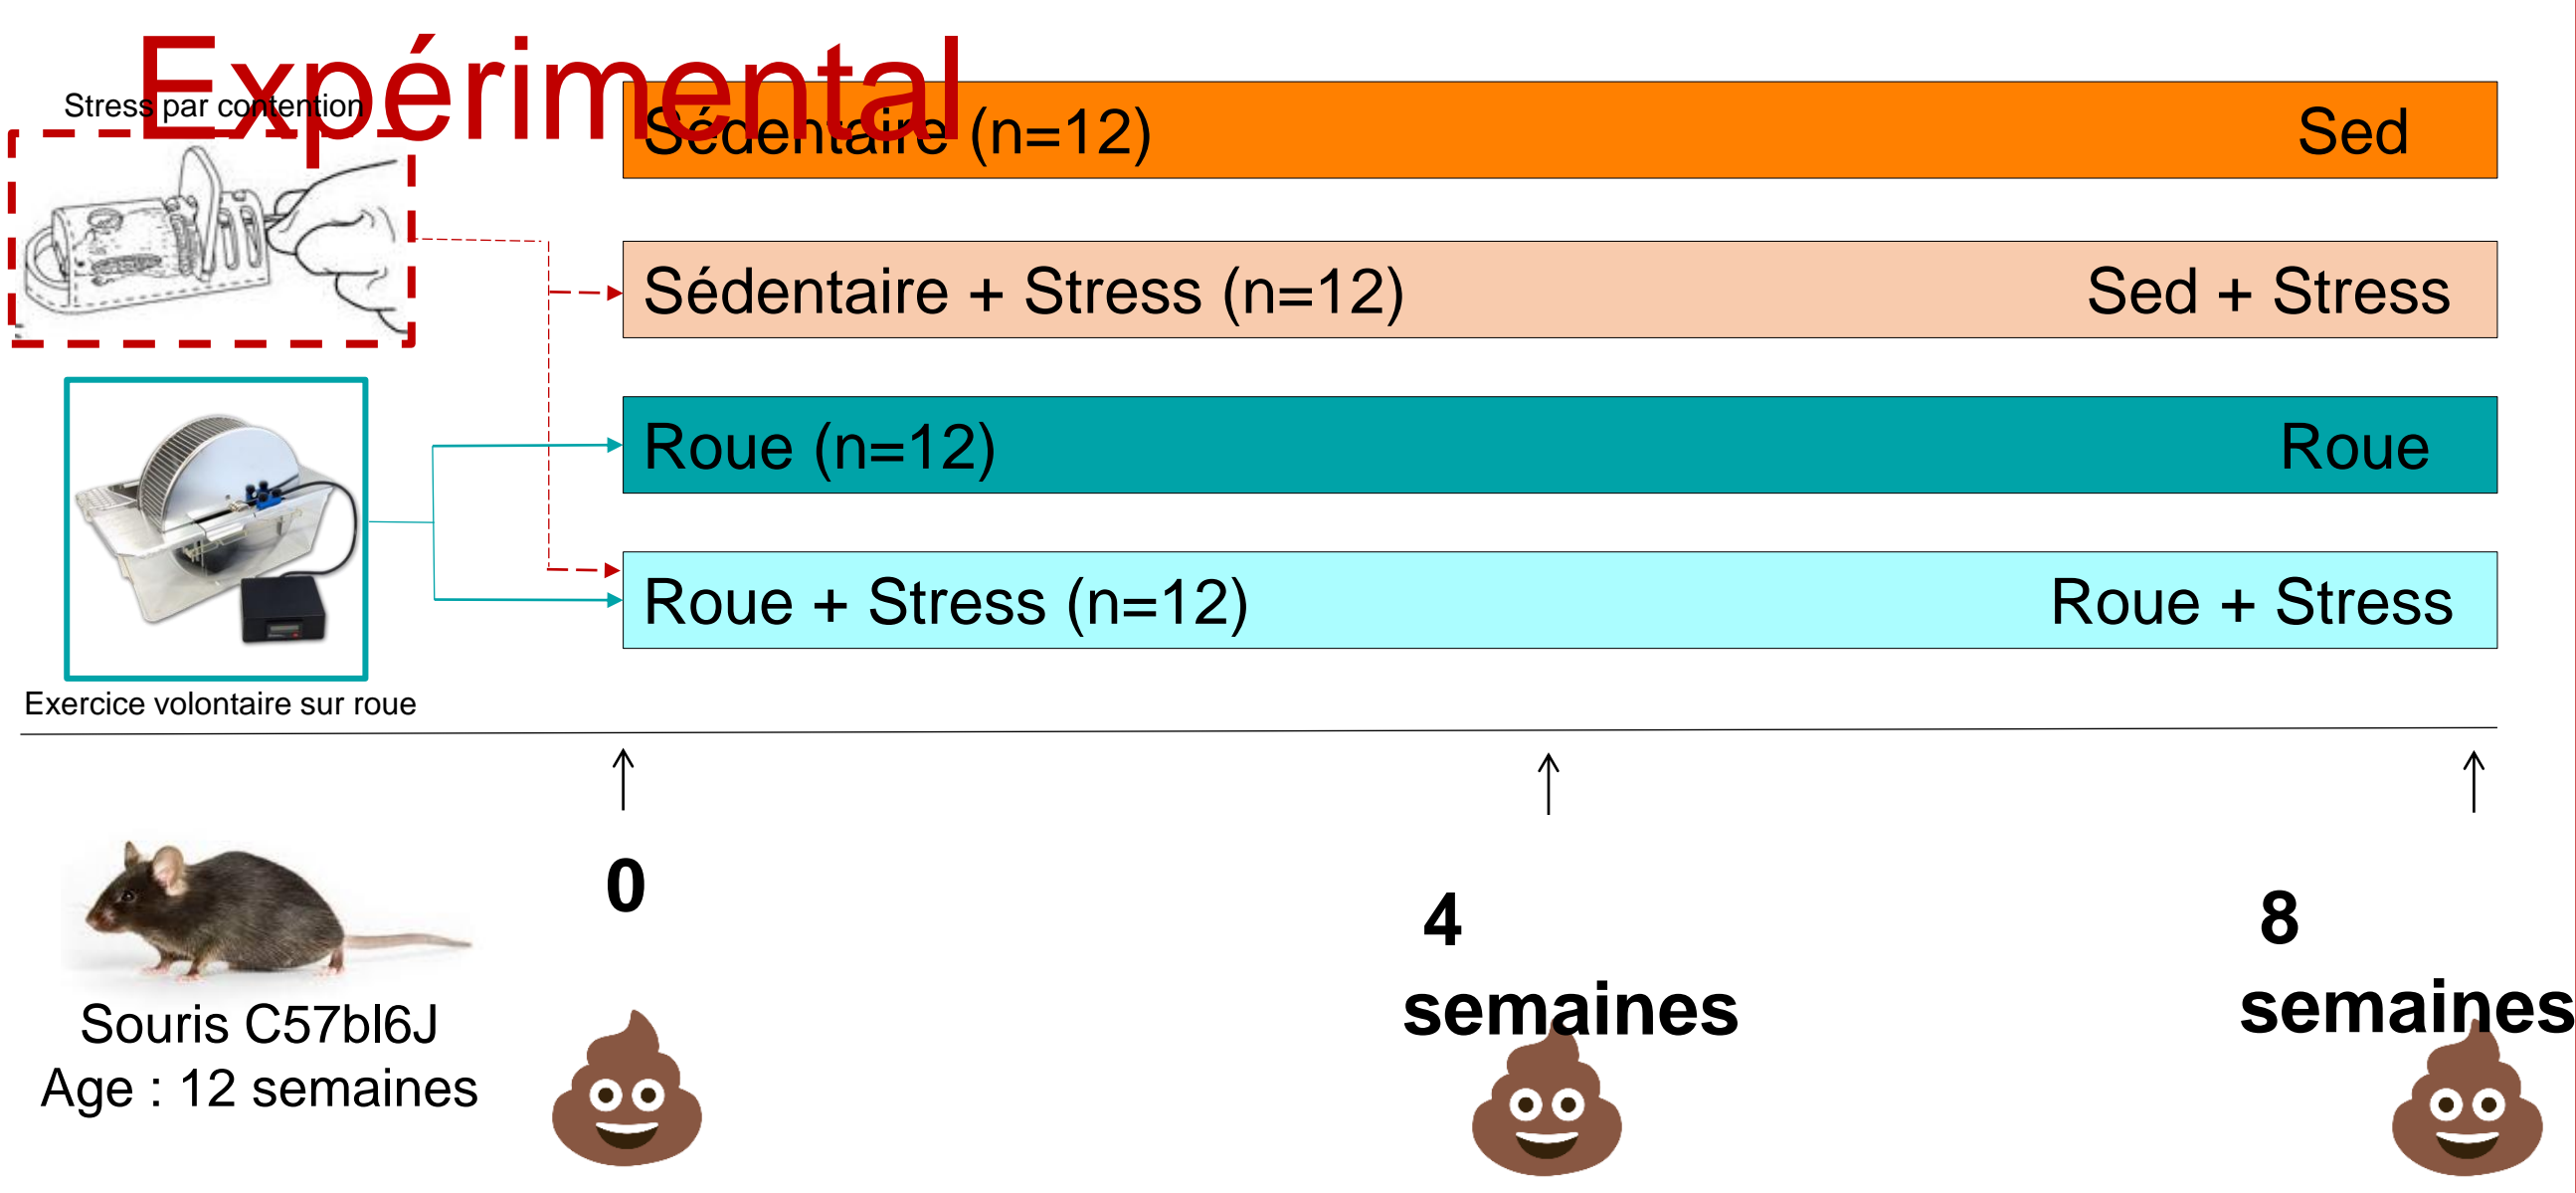 Expérimental
Stress par contention
Sédentaire (n=12)
Sed
Sédentaire + Stress (n=12)
Sed + Stress
Roue (n=12)
Roue
Roue + Stress (n=12)
Roue + Stress
Exercice volontaire sur roue
0
4
semaines
8
semaines
Souris C57bl6J
Age : 12 semaines